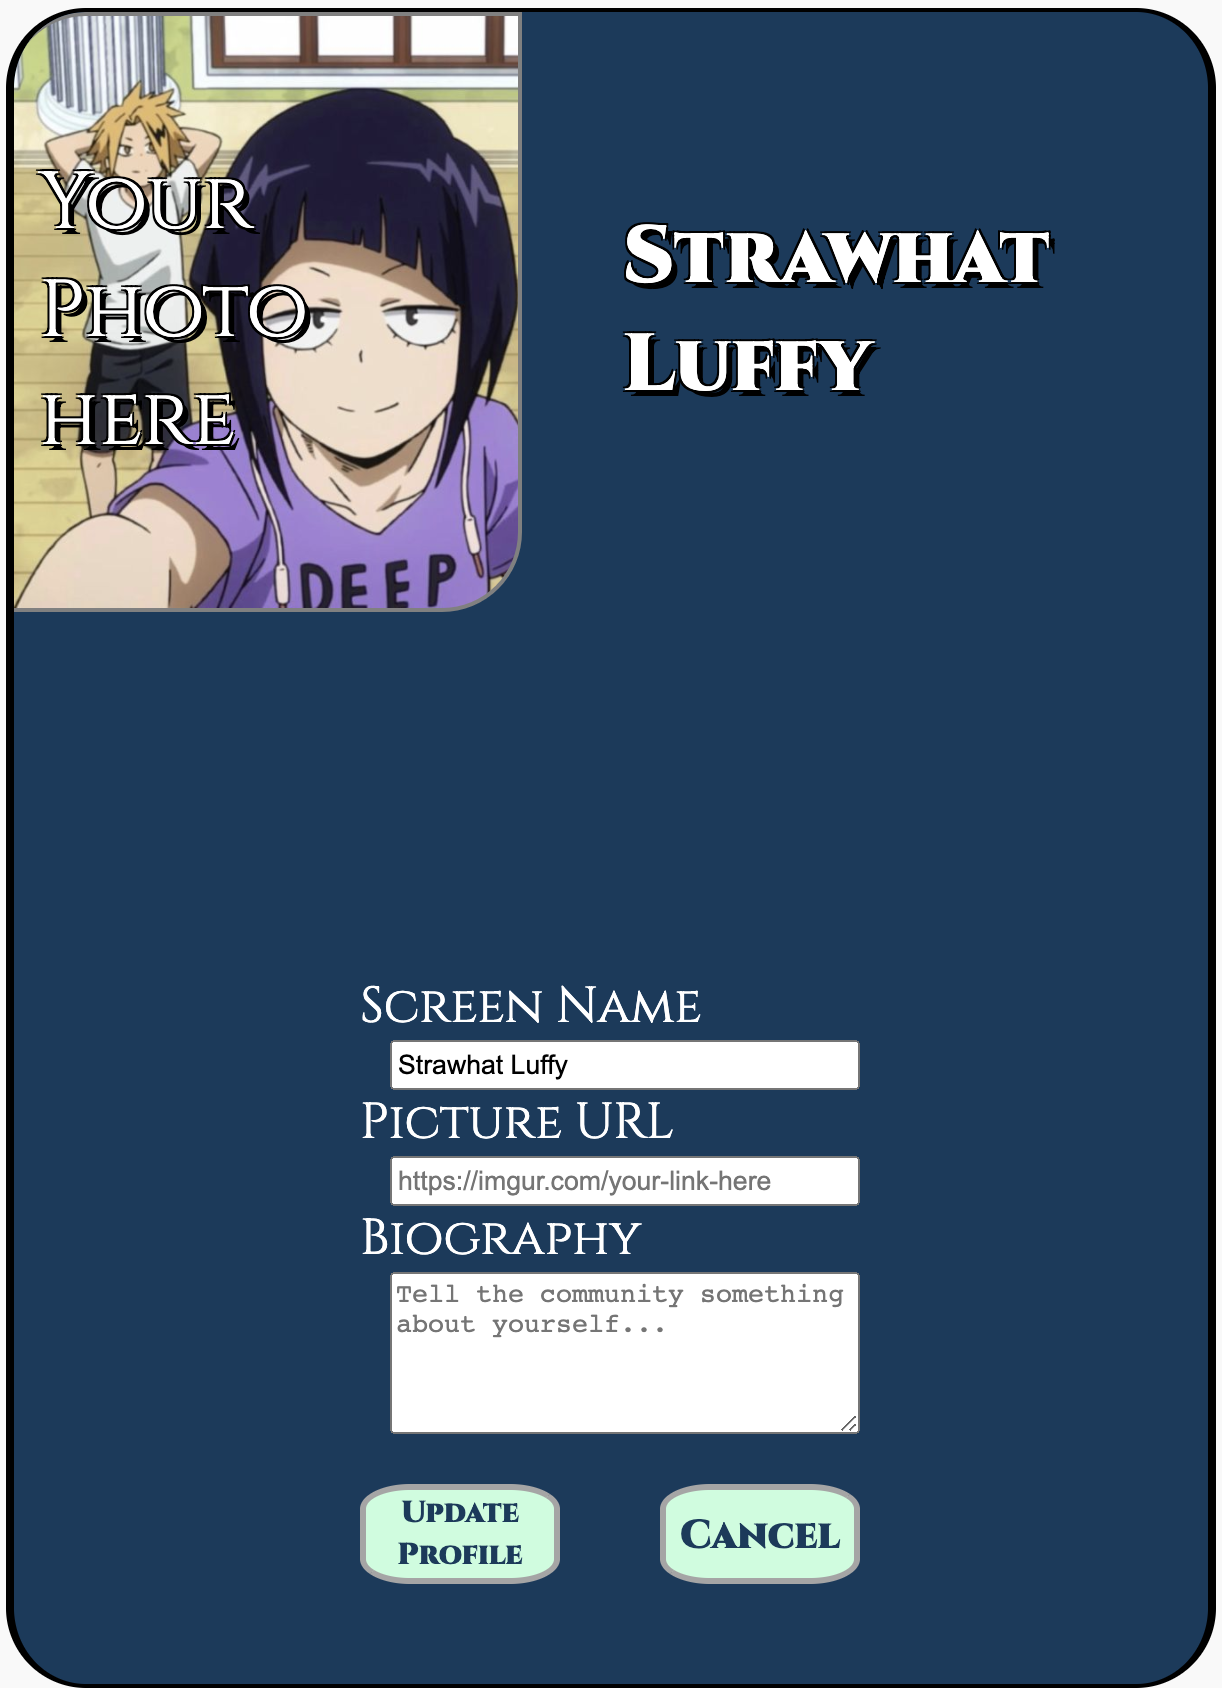 Your
Photo
here
DEEP
Strawhat
Luffy
Screen Name
Strawhat Luffy
Picture URL
https://imgur.com/your-link-here
Biography
Tell the community something
about yourself...
Update
Profile
Cancel